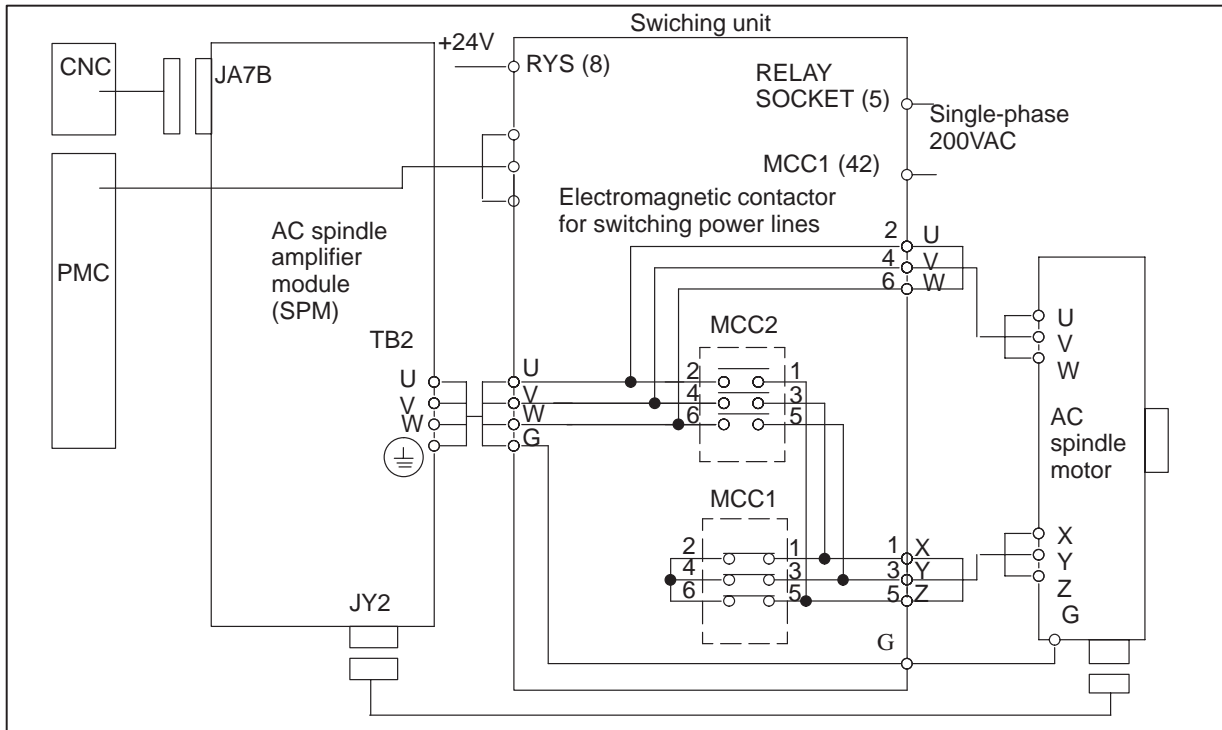 Swiching unit
CNC
JA7B
+24V
RYS (8)
RELAY
SOCKET (5)
Single-phase
200VAC
MCC1 (42)
PMC
AC spindle
amplifier
module
(SPM)
Electromagnetic contactor
for switching power lines
2 U
4 V
6 W
U
V
W
MCC2
TB2
U
V
W
U
V
W
G
2 1
4 3
6 5
AC
spindle
motor
MCC1
2 1
4 3
6 5
1 X
3 Y
5 Z
X
Y
Z
G
JY2
G